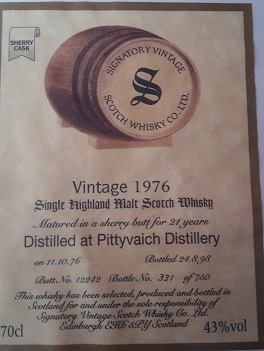 SHERRY
CASK
SIGNATORY VINTAGE
S
SCOTCH WHISKY CO. LTD.
Vintage 1976
Single Highland Malt Scotch Whisky
Matured in a sherry butt for 21 years
Distilled at Pittyvaich Distillery
on 11.10.76 Bottled 24.8.98
Butt No. 12242 Bottle No. 331 of 750
This whisky has been selected, produced and bottled in
Scotland for and under the sole responsibility of
Signatory Vintage Scotch Whisky Co. Ltd.
Edinburgh EH6 5PY Scotland
70cl 43%vol